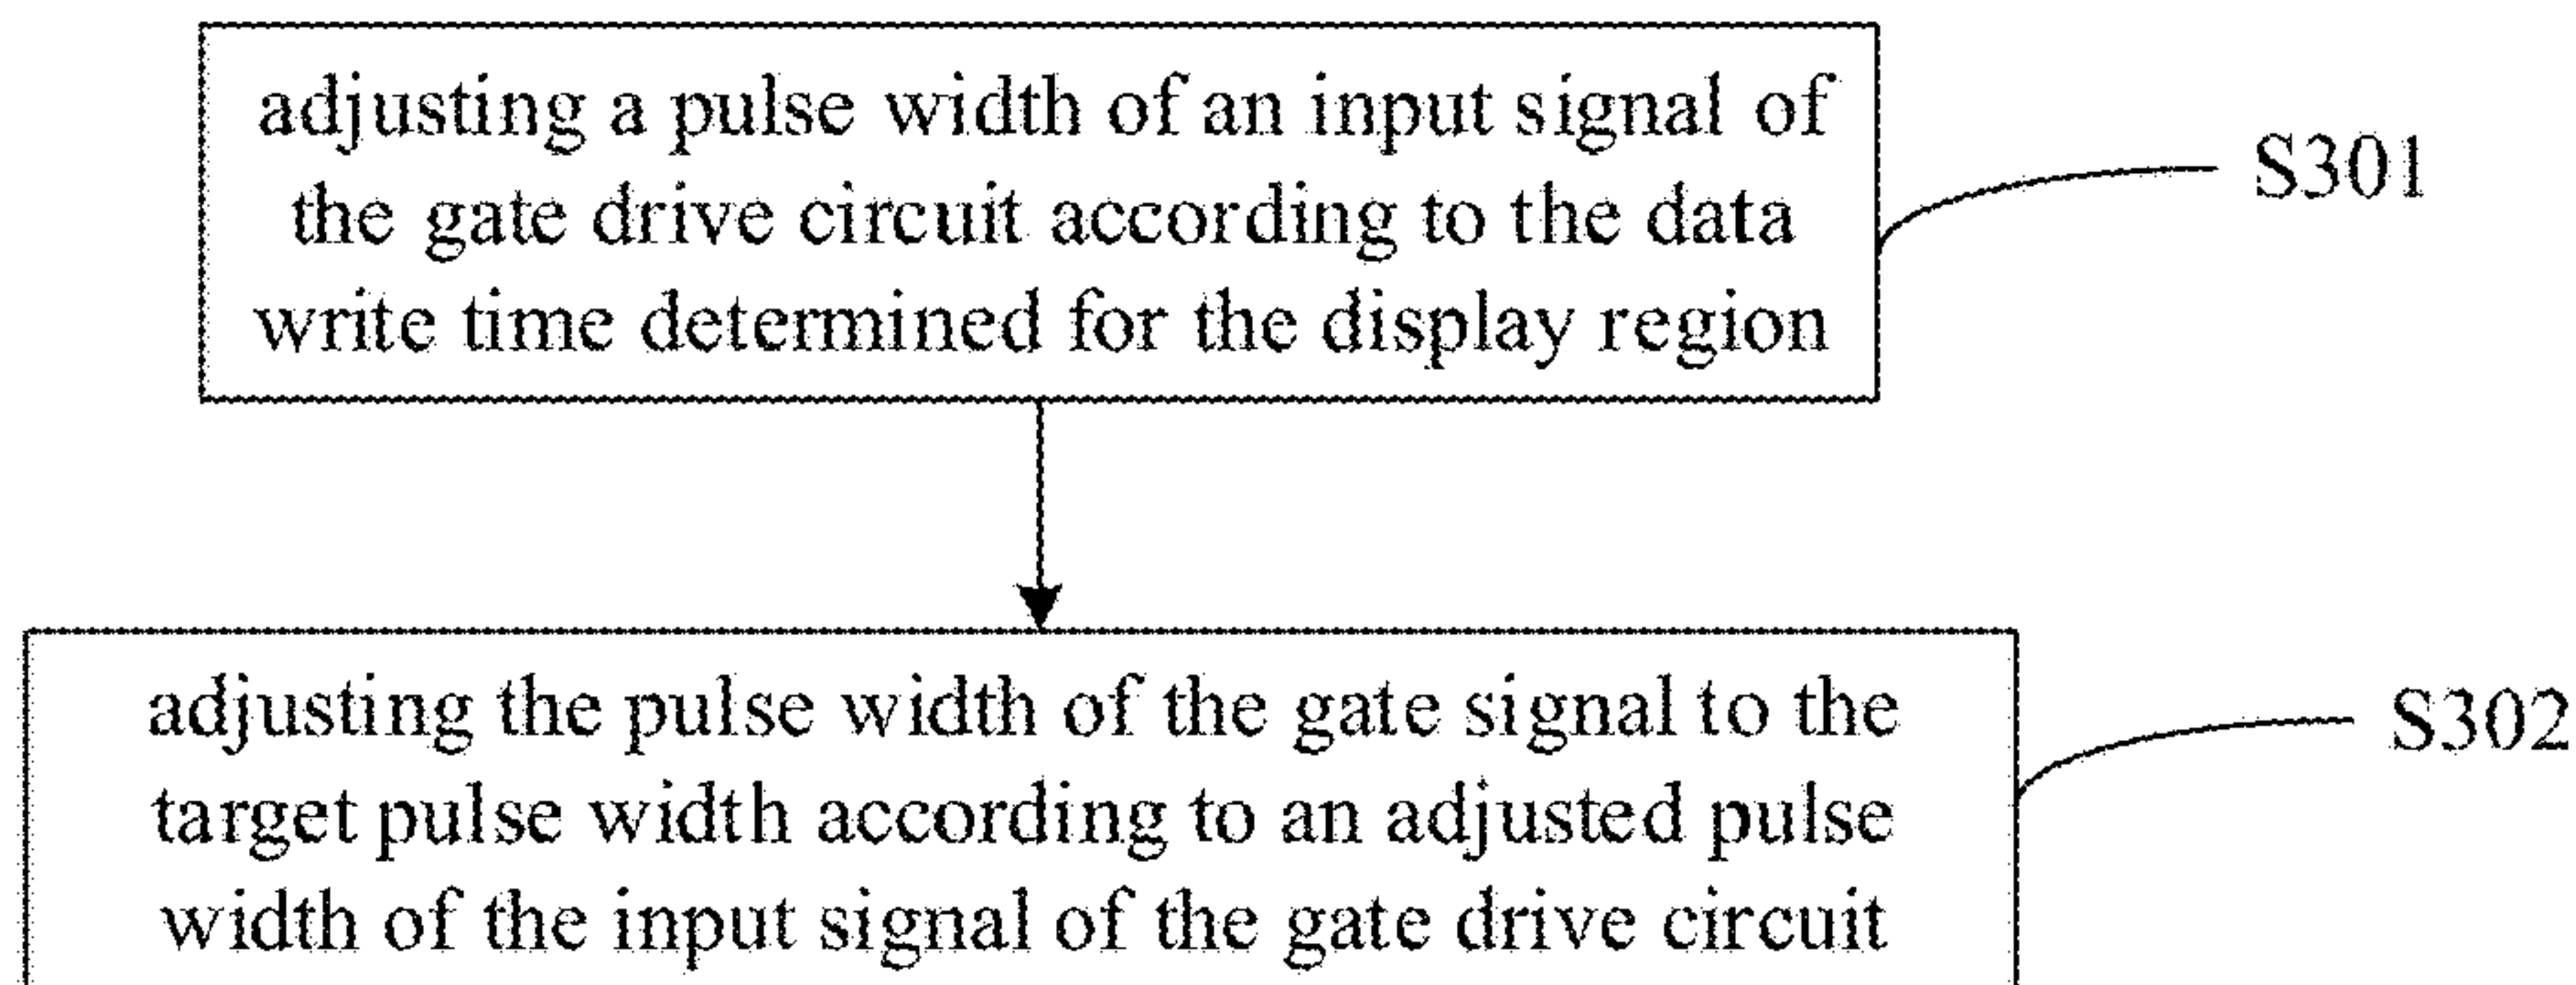 adjusting a pulse width of an input signal of
the gate drive circuit according to the data
write time determined for the display region
S301
adjusting the pulse width of the gate signal to the
target pulse width according to an adjusted pulse
width of the input signal of the gate drive circuit
S302